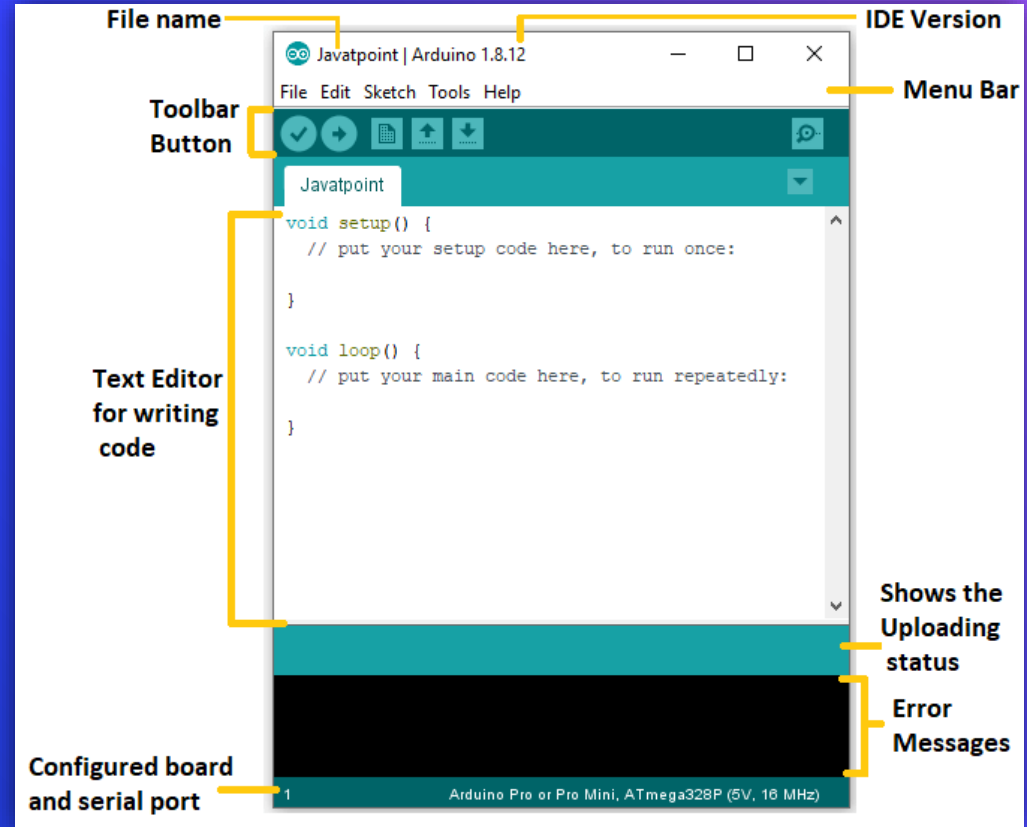 File name
IDE Version
Javatpoint | Arduino 1.8.12
File Edit Sketch Tools Help
Menu Bar
Toolbar
Button
Javatpoint
void setup() {
// put your setup code here, to run once:
}
void loop() {
// put your main code here, to run repeatedly:
}
Text Editor
for writing
code
Shows the
Uploading
status
Error
Messages
Configured board
and serial port
1
Arduino Pro or Pro Mini, ATmega328P (5V, 16 MHz)